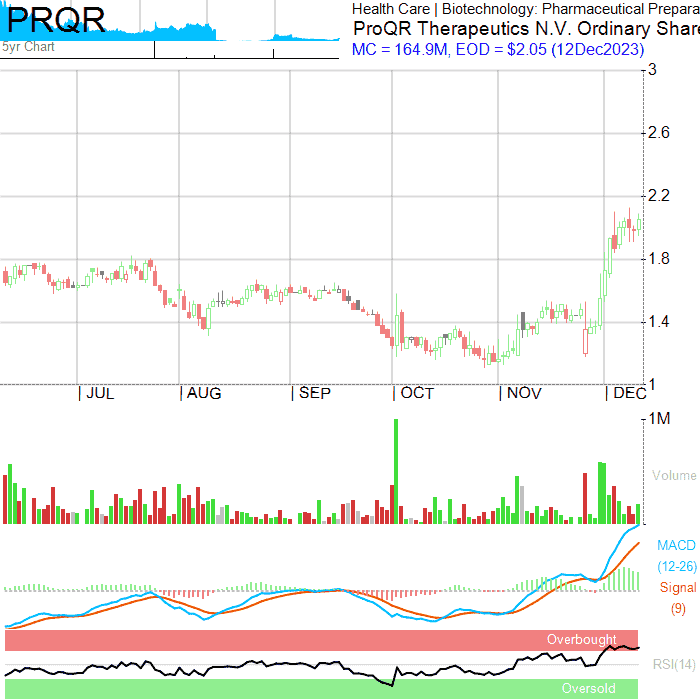 PRQR
5yr Chart
Health Care | Biotechnology: Pharmaceutical Prepara
ProQR Therapeutics N.V. Ordinary Share
MC = 164.9M, EOD = $2.05 (12Dec2023)
3
2.6
2.2
1.8
1.4
1
JUL AUG SEP OCT NOV DEC
1M
Volume
MACD
(12-26)
Signal
(9)
Overbought
RSI(14)
Oversold